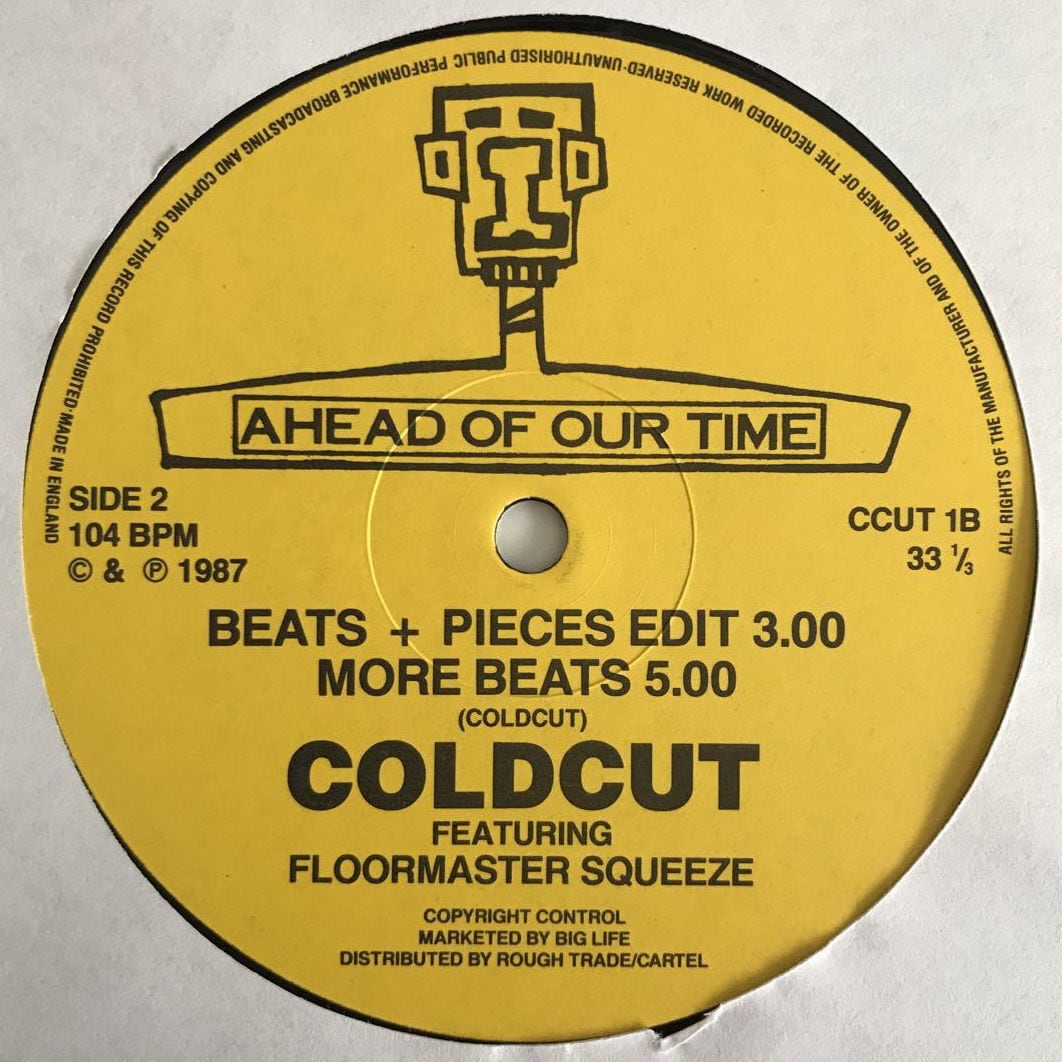 ALL RIGHTS OF THE MANUFACTURER AND OF THE OWNER OF THE RECORDED WORK RESERVED·UNAUTHORISED PUBLIC PERFORMANCE BROADCASTING AND COPYING OF THIS RECORD PROHIBITED·MADE IN ENGLAND
AHEAD OF OUR TIME
SIDE 2
104 BPM
© & ℗ 1987
CCUT 1B
33 ⅓
BEATS + PIECES EDIT 3.00
MORE BEATS 5.00
(COLDCUT)
COLDCUT
FEATURING
FLOORMASTER SQUEEZE
COPYRIGHT CONTROL
MARKETED BY BIG LIFE
DISTRIBUTED BY ROUGH TRADE/CARTEL